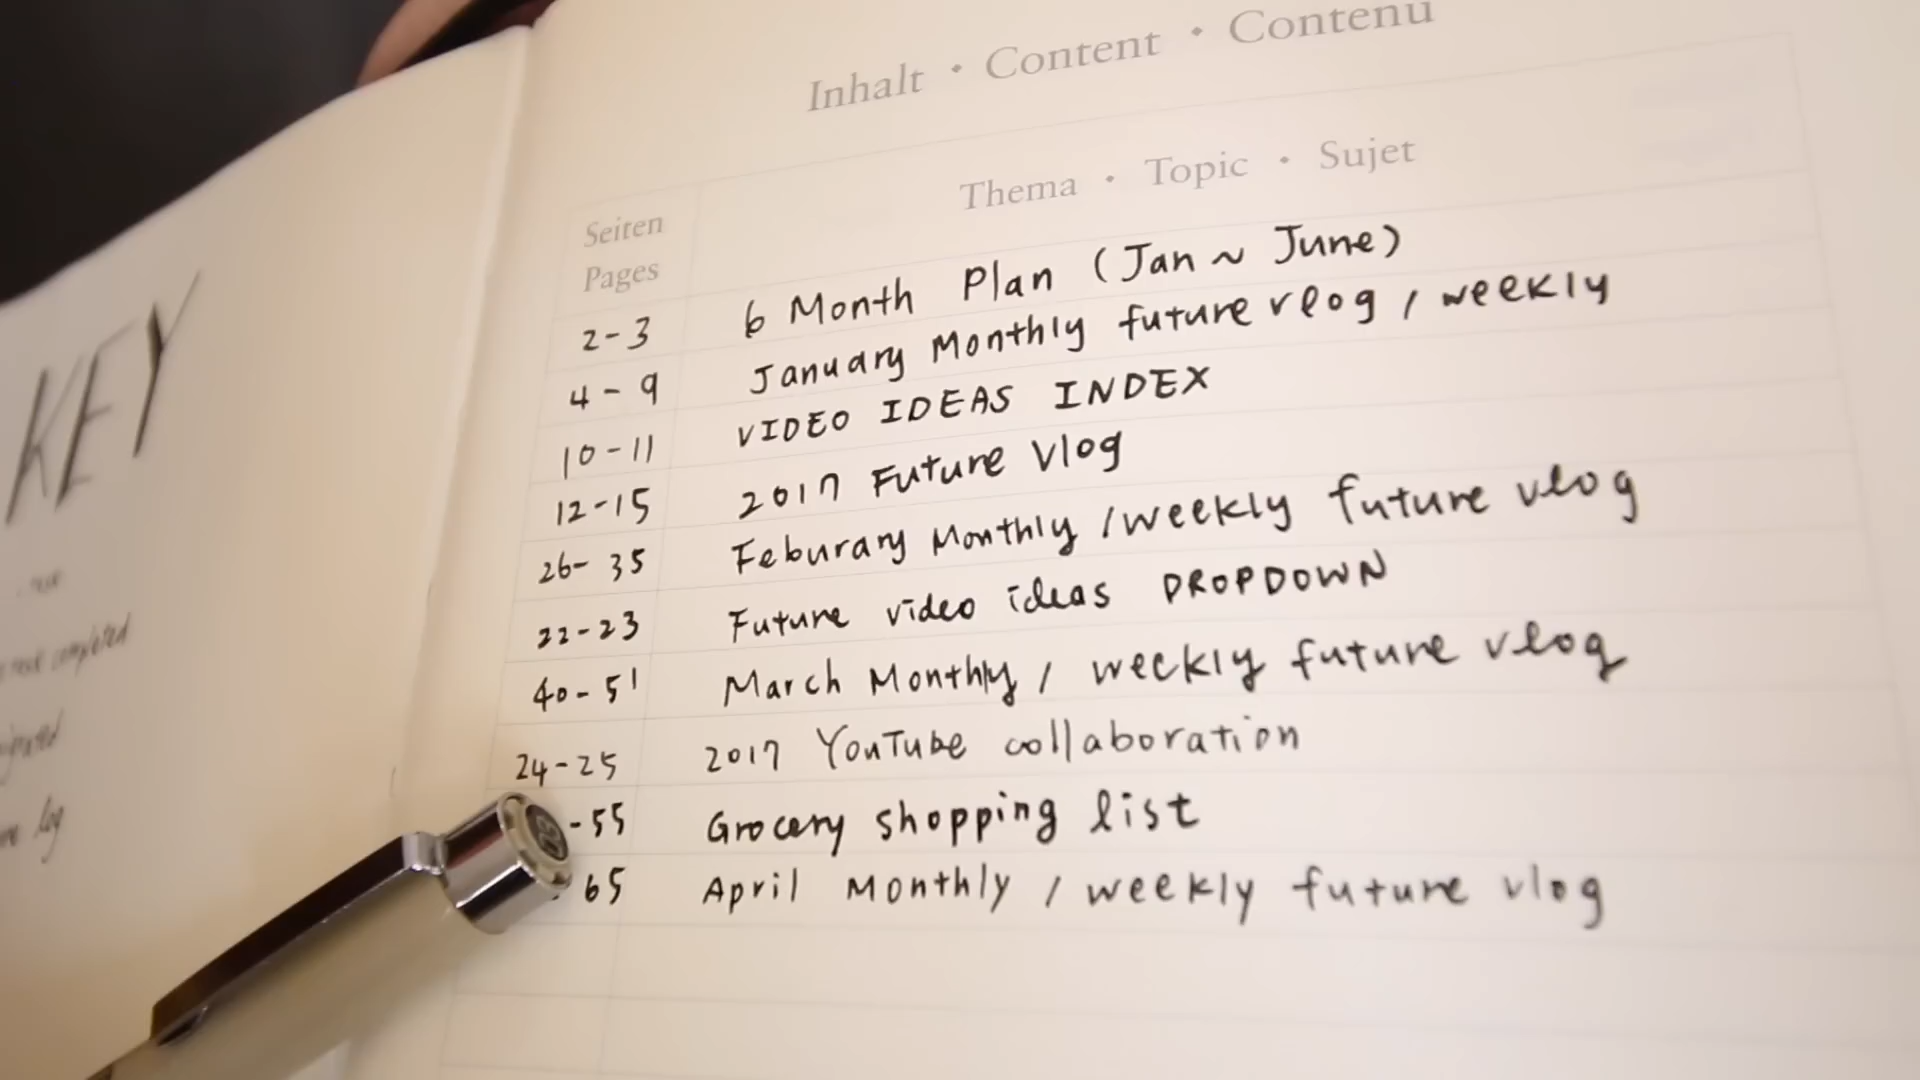 KEY
completed
log
Inhalt • Content • Contenu
Seiten
Pages
Thema • Topic • Sujet
2-3 6 Month Plan (Jan ~ June)
4-9 January Monthly future vlog / weekly
10-11 VIDEO IDEAS INDEX
12-15 2017 Future Vlog
26-35 Feburary Monthly /weekly future vlog
22-23 Future video ideas DROPDOWN
40-51 March Monthly / weekly future vlog
24-25 2017 YouTube collaboration
-55 Grocery shopping list
65 April Monthly / weekly future vlog